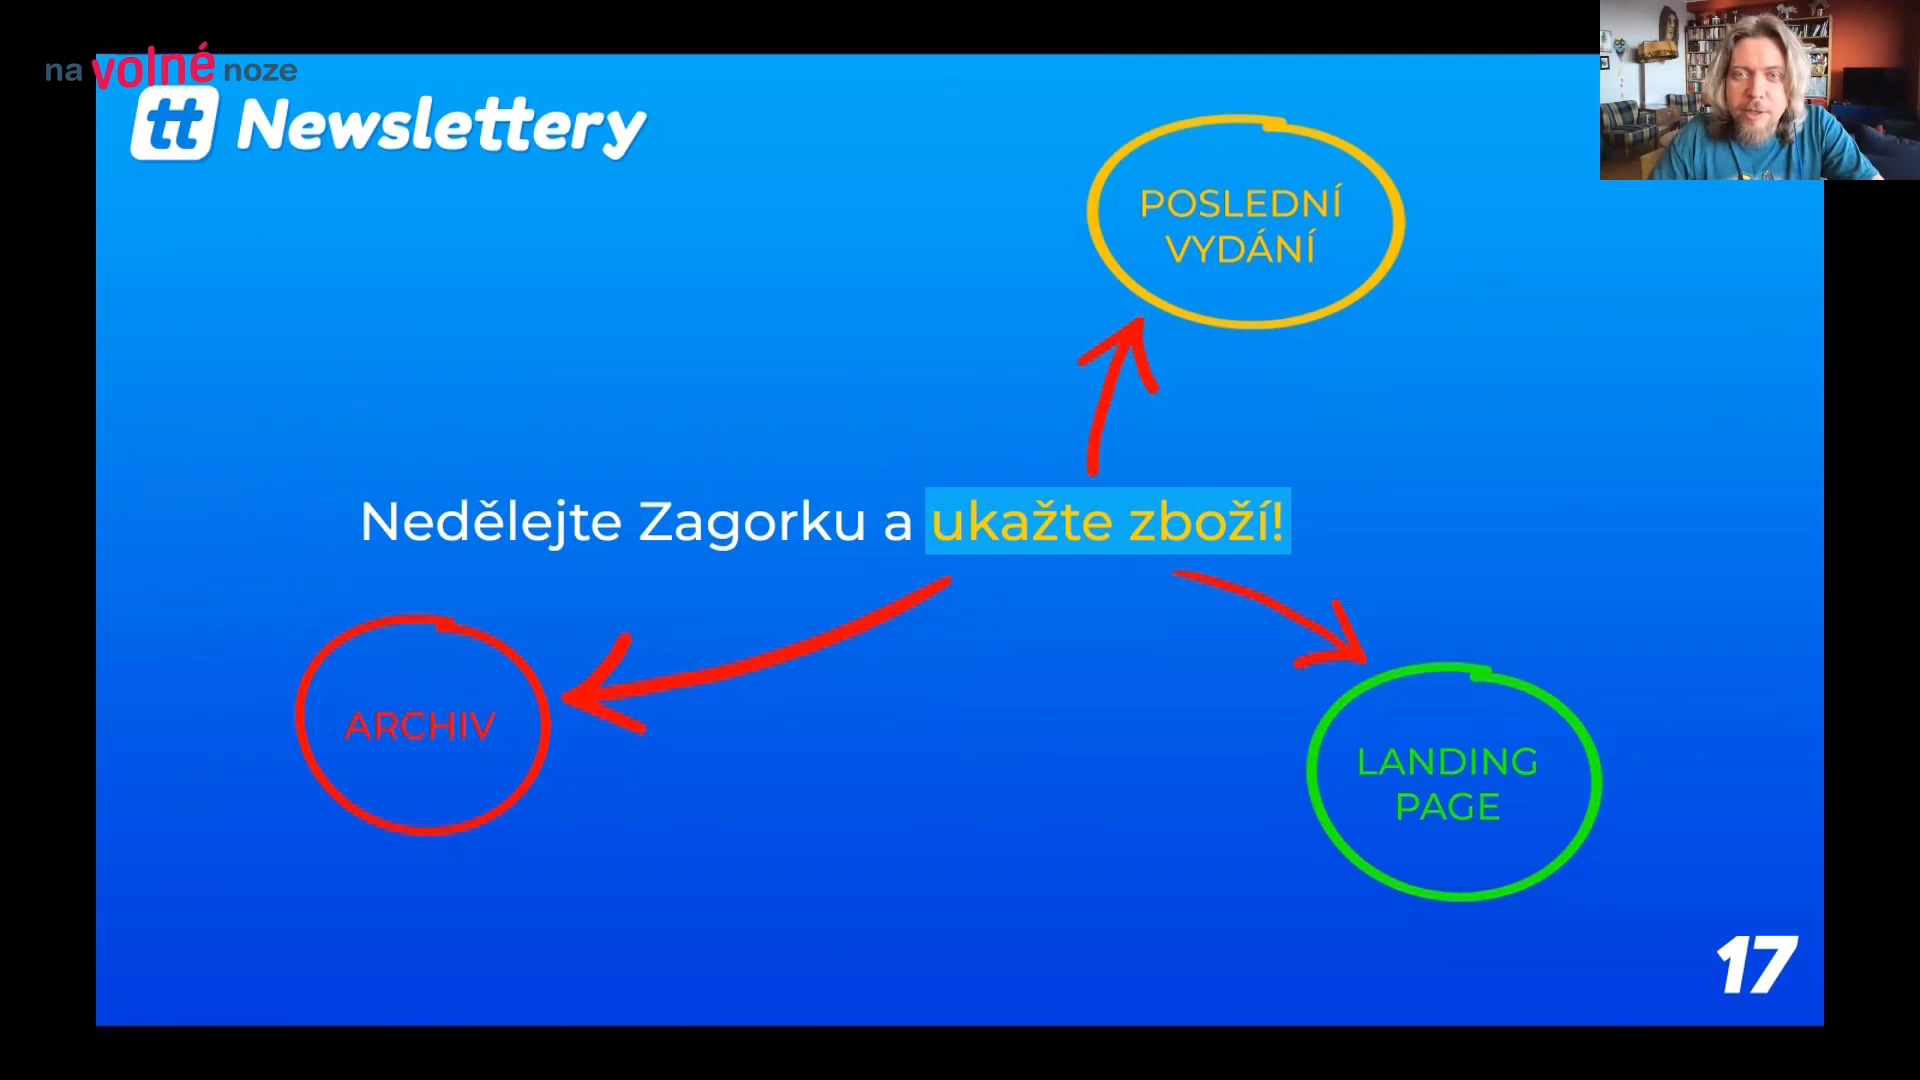 na volné noze
tt Newslettery
POSLEDNÍ
VYDÁNÍ
Nedělejte Zagorku a ukažte zboží!
ARCHIV
LANDING
PAGE
17